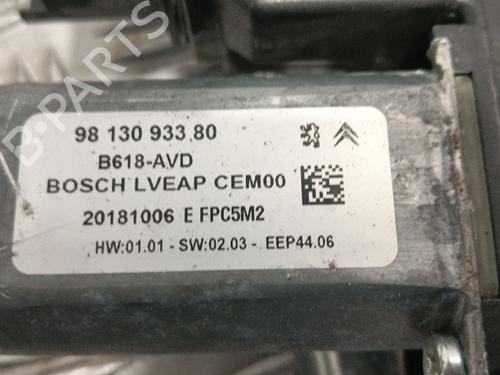 98 130 933.80
B618-AVD
BOSCH LVEAP CEM00
20181006 E FPC5M2
HW:01.01 - SW:02.03 - EEP44.06
B-PARTS